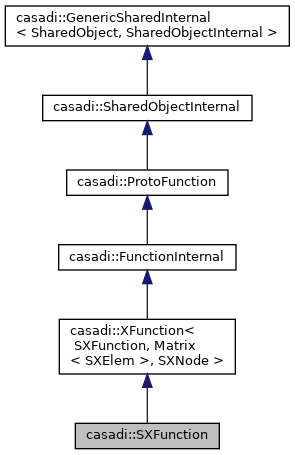 casadi::GenericSharedInternal
< SharedObject, SharedObjectInternal >
casadi::SharedObjectInternal
casadi::ProtoFunction
casadi::FunctionInternal
casadi::XFunction<
SXFunction, Matrix
< SXElem >, SXNode >
casadi::SXFunction